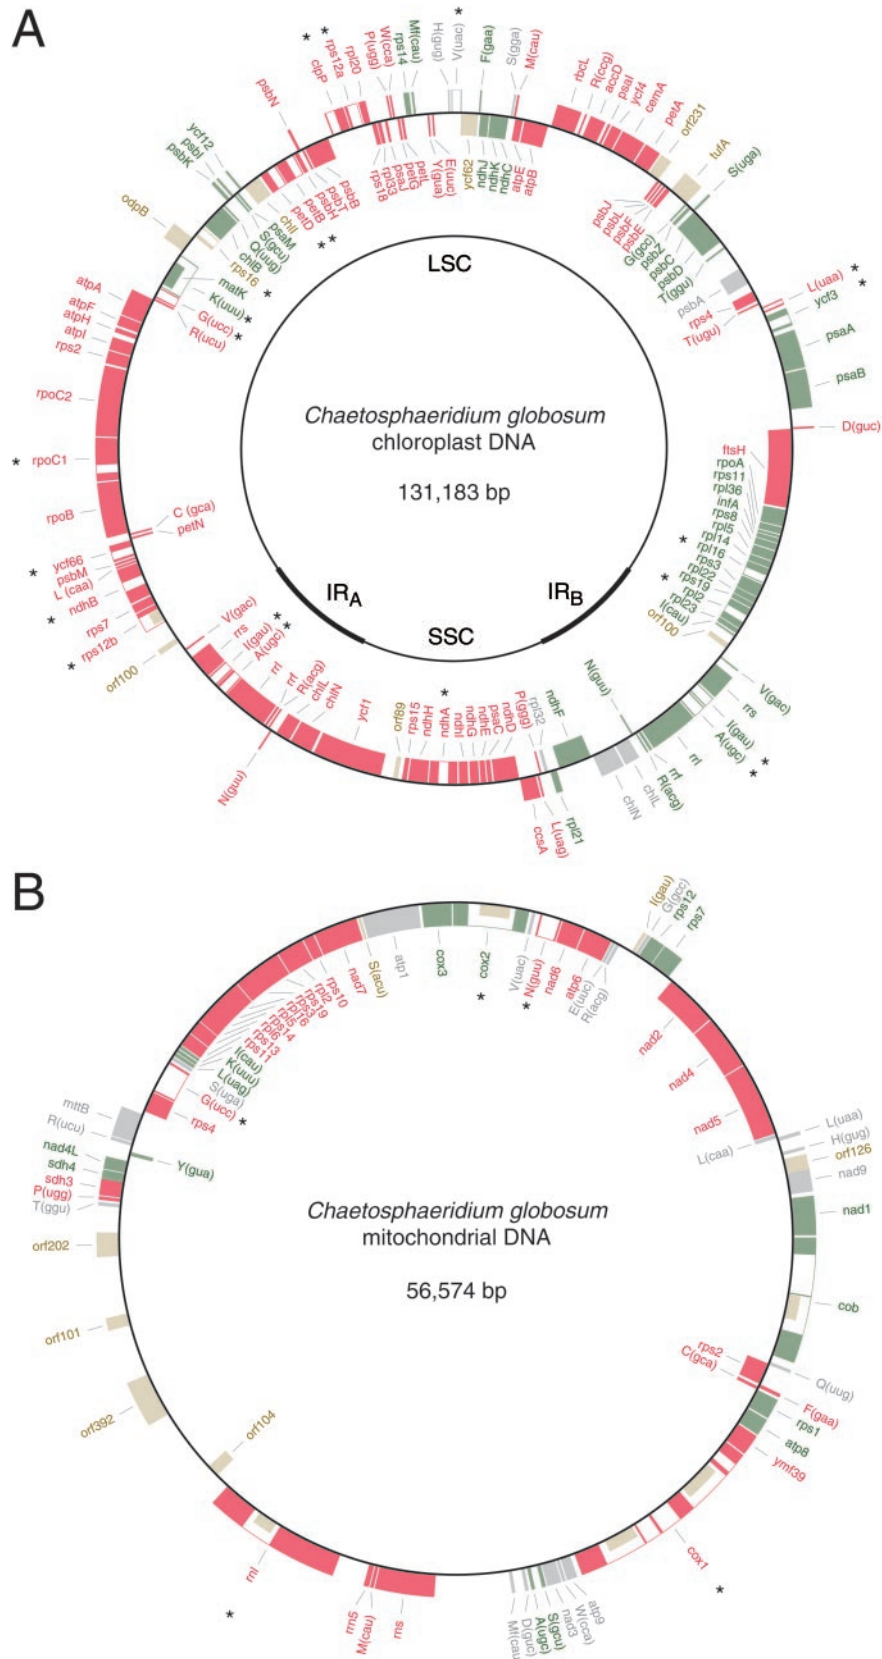 A
*
*
*
clpP
rps12a
rpl20
P(ugg)
W(cca)
rps14
Mf(cau)
H(gug)
V(uac)
F(gaa)
S(gga)
M(cau)
rbcL
R(ccg)
accD
psaI
ycf4
cemA
petA
orf231
tufA
S(uga)
psbN
ycf12
psbI
psbK
odpB
psbB
psbT
psbH
petB
petD
chlI
rps18
rpl33
psaJ
petG
petL
Y(gua)
E(uuc)
ycf62
ndhJ
ndhK
ndhC
atpE
atpB
psbJ
psbL
psbF
psbE
G(gcc)
psbZ
psbC
psbD
T(ggu)
psbA
rps4
T(ugu)
psaM
S(gcu)
Q(uug)
chlB
rps16
matK
K(uuu)
G(ucc)
R(ucu)
*
*
*
*
*
L(uaa)
*
*
ycf3
psaA
psaB
D(guc)
atpA
atpF
atpH
atpI
rps2
rpoC2
* rpoC1
rpoB
C (gca)
petN
ycf66
psbM
L (caa)
*
ndhB
*
rps7
rps12b
*
orf100
LSC
Chaetosphaeridium globosum
chloroplast DNA
131,183 bp
IRA
IRB
SSC
ftsH
rpoA
rps11
rpl36
infA
rps8
rpl5
rpl14
rpl16
*
rps3
rpl22
rps19
*
rpl2
rpl23
I(cau)
orf100
V(gac)
rrs
I(gau)
*
A(ugc)
*
rrl
rrf
R(acg)
chlL
chlN
N(guu)
ycf1
orf89
rps15
ndhH
ndhA
*
ndhI
ndhG
ndhE
psaC
ndhD
P(ggg)
rpl32
ndhF
ccsA
L(uag)
rpl21
N(guu)
chlN
chlL
R(acg)
rrf
rrl
A(ugc)
*
I(gau)
*
rrs
V(gac)
B
S(acu)
atp1
cox3
cox2
*
V(uac)
N(guu)
*
nad6
atp6
E(uuc)
R(acg)
I(gau)
G(gcc)
rps12
rps7
nad7
rps10
rpl2
rps19
rps3
rpl16
rpl5
rps14
rpl6
rps13
rps11
I(cau)
K(uuu)
L(uag)
S(uga)
G(ucc)
*
rps4
nad2
nad4
nad5
L(caa)
L(uaa)
H(gug)
orf126
nad9
nad1
cob
Q(uug)
mttB
R(ucu)
Y(gua)
nad4L
sdh4
sdh3
P(ugg)
T(ggu)
orf202
orf101
orf392
orf104
Chaetosphaeridium globosum
mitochondrial DNA
56,574 bp
rps2
C(gca)
F(gaa)
rps1
atp8
ymf39
cox1
*
rnl
*
rrn5
M(cau)
rns
Mf(cau
D(guc)
A(ugc)
S(gcu)
nad3
W(cca)
atp9